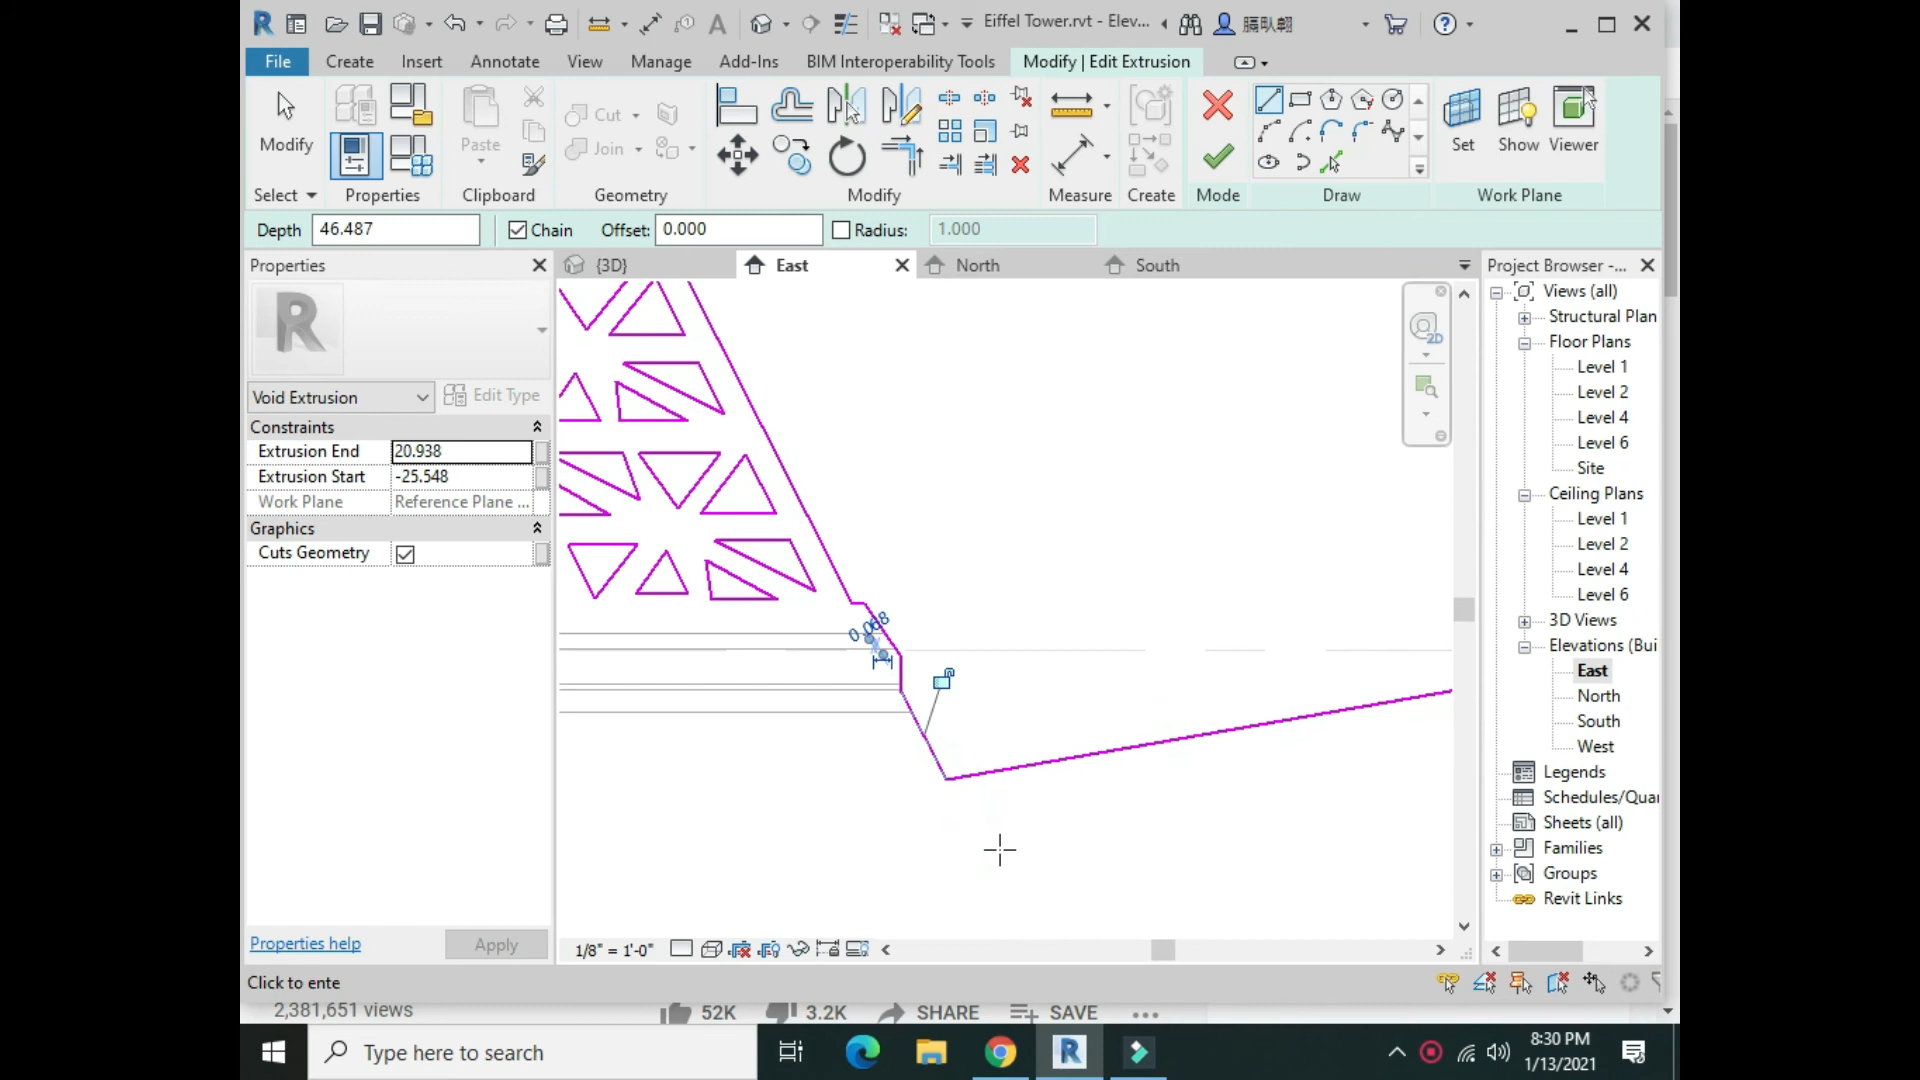 Eiffel Tower.rvt - Elev...
File Create Insert Annotate View Manage Add-Ins BIM Interoperability Tools Modify | Edit Extrusion
Modify Paste Cut Join Set Show Viewer
Select Properties Clipboard Geometry Modify Measure Create Mode Draw Work Plane
Depth 46.487 Chain Offset: 0.000 Radius: 1.000
Properties
{3D} East North South
Project Browser -...
Void Extrusion Edit Type
Constraints
Extrusion End 20.938
Extrusion Start -25.548
Work Plane Reference Plane ...
Graphics
Cuts Geometry
Properties help Apply
0.068
2D
Views (all)
Structural Plan
Floor Plans
Level 1
Level 2
Level 4
Level 6
Site
Ceiling Plans
Level 1
Level 2
Level 4
Level 6
3D Views
Elevations (Bui
East
North
South
West
Legends
Schedules/Qua
Sheets (all)
Families
Groups
Revit Links
1/8" = 1'-0"
Click to ente
2,381,651 views 52K 3.2K SHARE SAVE
Type here to search
8:30 PM
1/13/2021